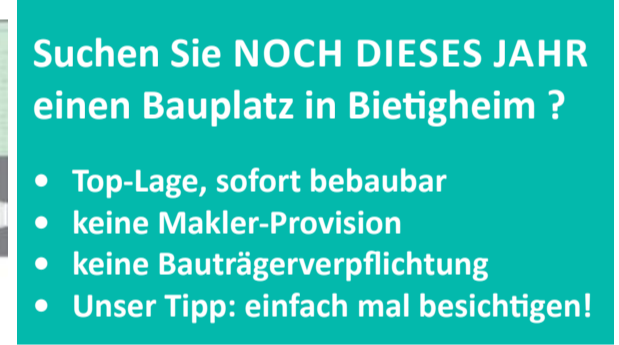 Suchen Sie NOCH DIESES JAHR
einen Bauplatz in Bietigheim ?
• Top-Lage, sofort bebaubar
• keine Makler-Provision
• keine Bauträgerverpflichtung
• Unser Tipp: einfach mal besichtigen!